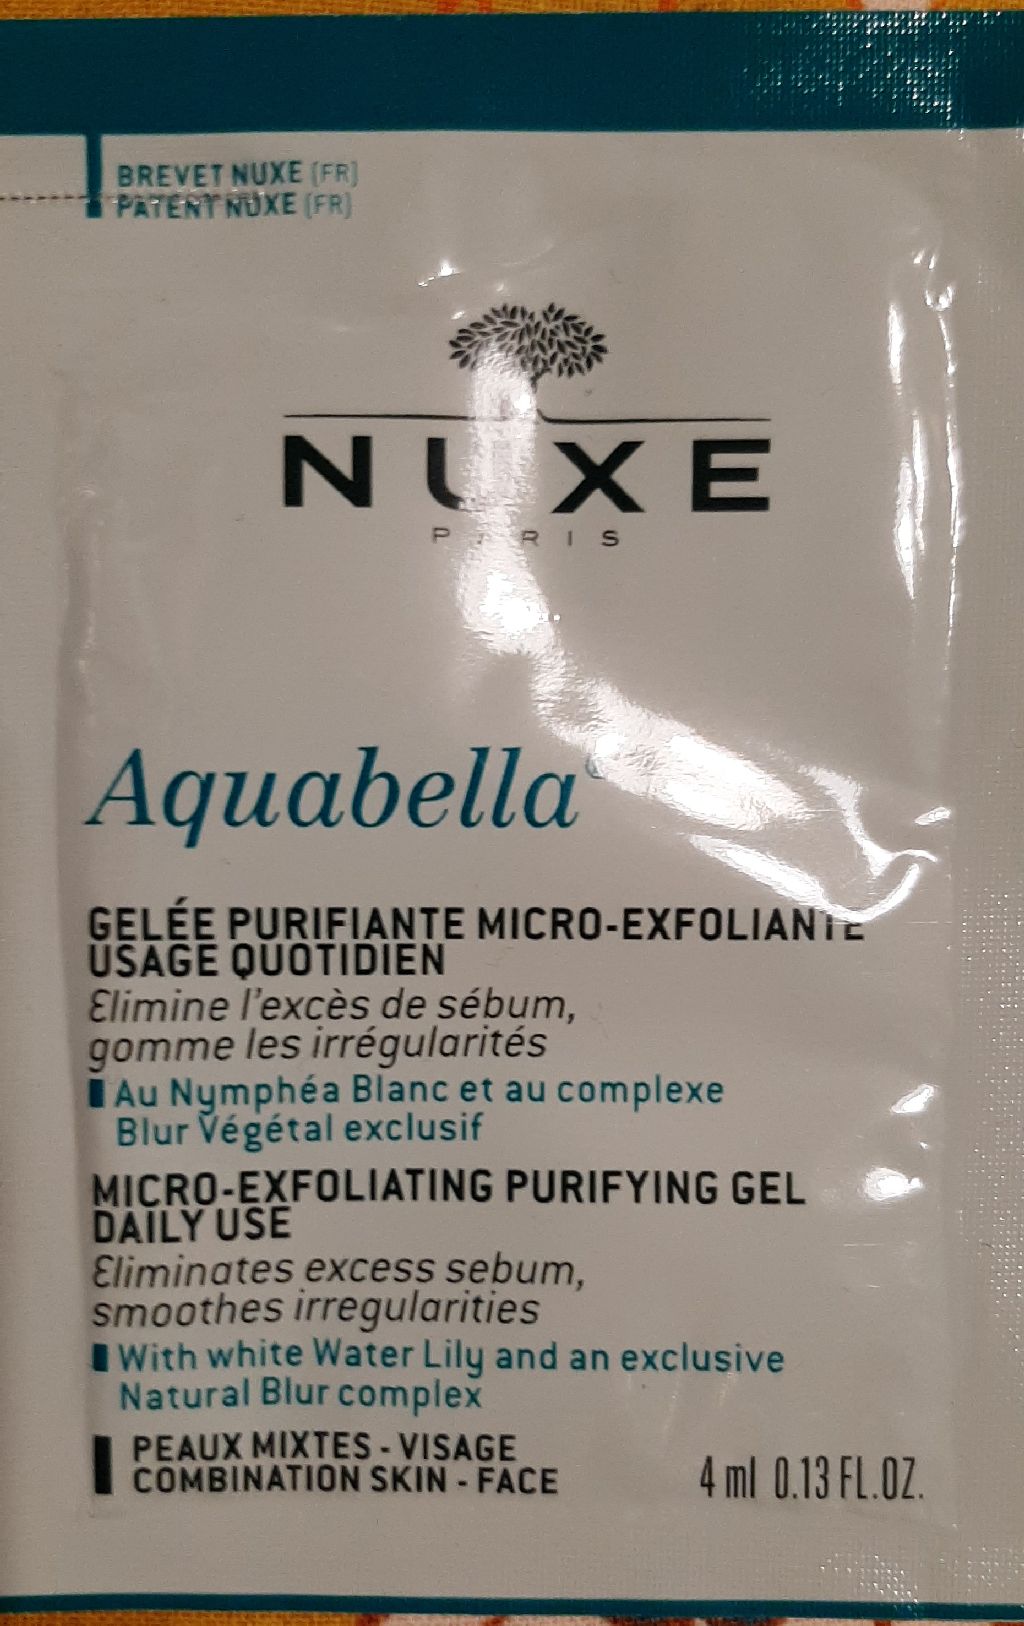 BREVET NUXE (FR)
PATENT NUXE (FR)
NUXE
PARIS
Aquabella
GELÉE PURIFIANTE MICRO-EXFOLIANTE
USAGE QUOTIDIEN
Elimine l'excès de sébum,
gomme les irrégularités
Au Nymphéa Blanc et au complexe
Blur Végétal exclusif
MICRO-EXFOLIATING PURIFYING GEL
DAILY USE
Eliminates excess sebum,
smoothes irregularities
With white Water Lily and an exclusive
Natural Blur complex
PEAUX MIXTES - VISAGE
COMBINATION SKIN - FACE
4 ml 0.13 FL.OZ.